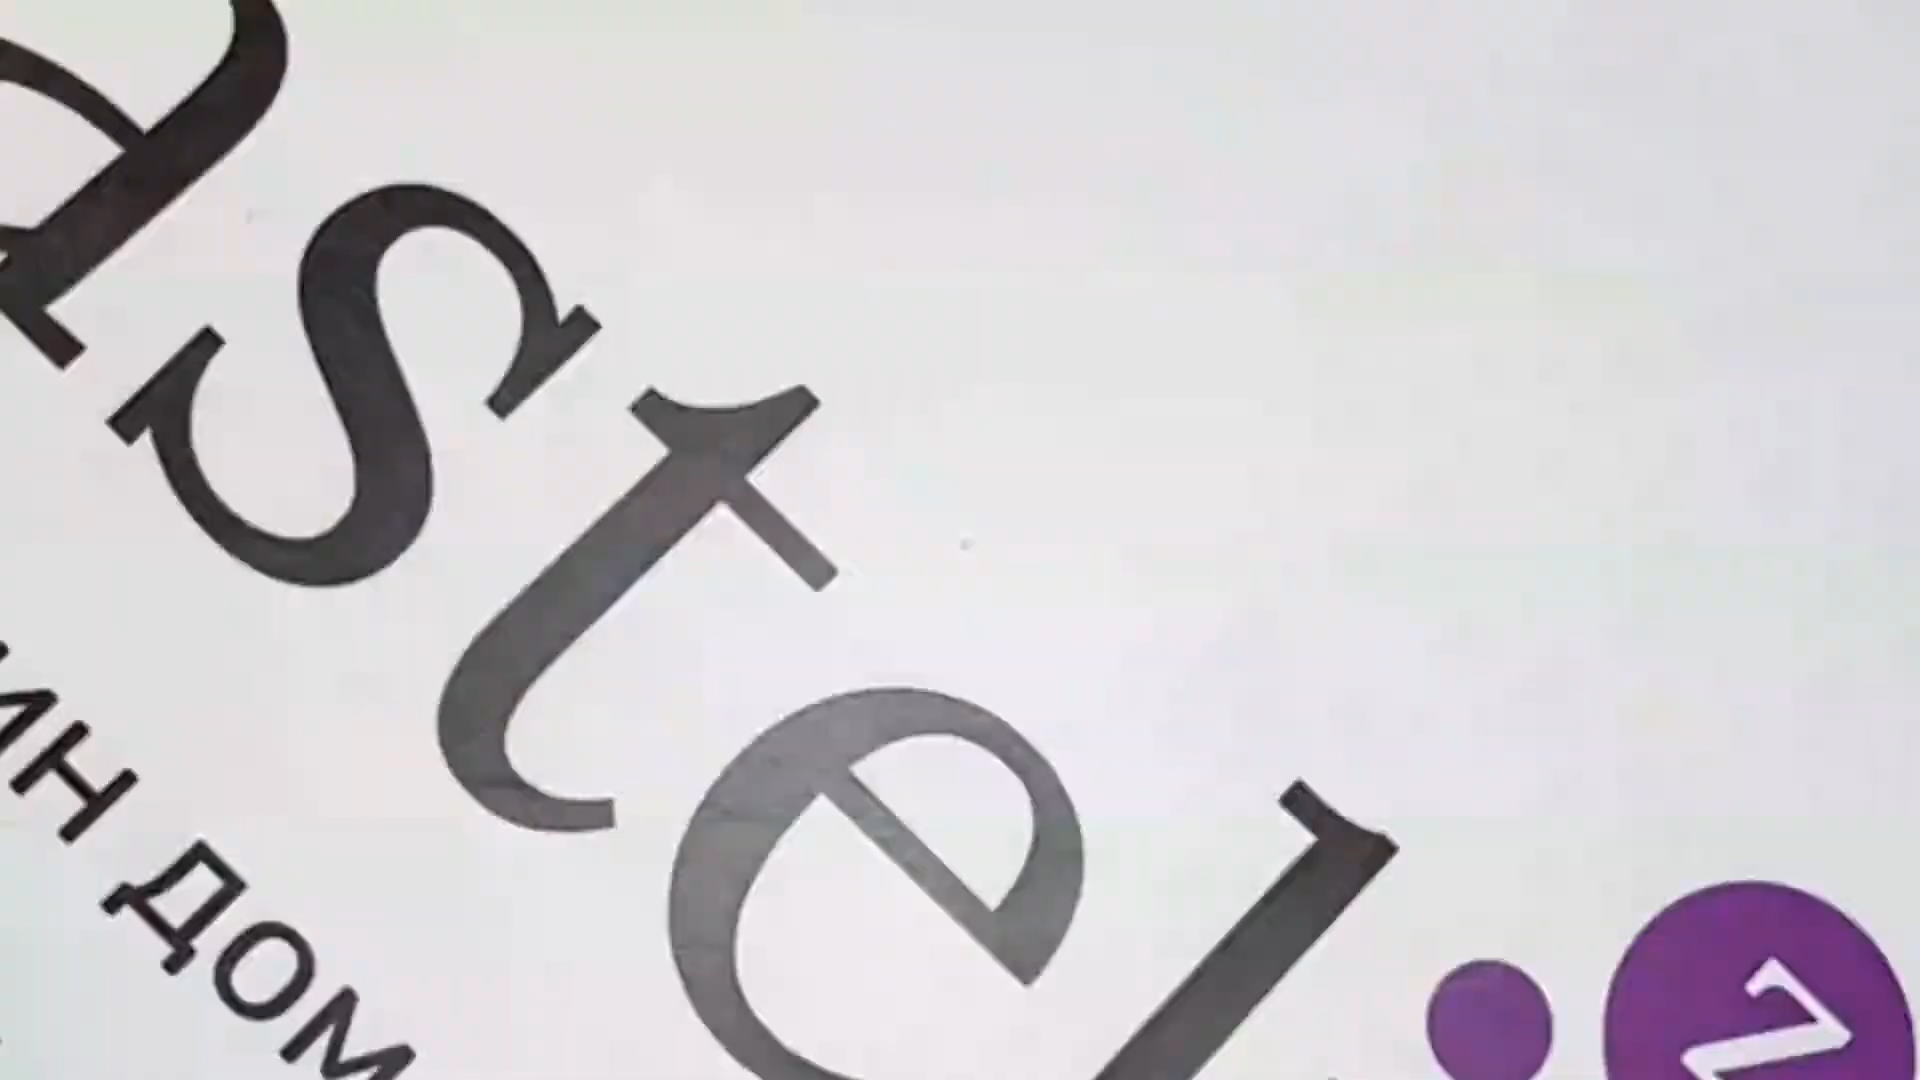 astel.
ин дом